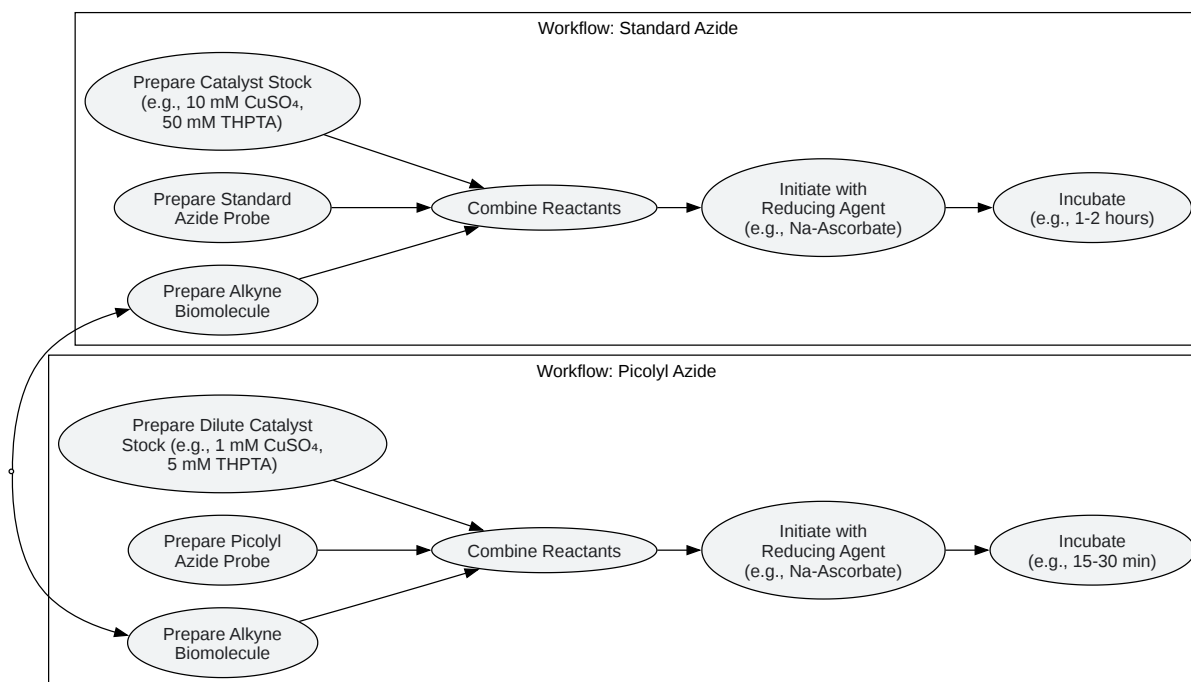 Workflow: Standard Azide
Prepare Catalyst Stock
(e.g., 10 mM CuSO₄,
50 mM THPTA)
Prepare Standard
Azide Probe
Combine Reactants
Initiate with
Reducing Agent
(e.g., Na-Ascorbate)
Incubate
(e.g., 1-2 hours)
Prepare Alkyne
Biomolecule
Workflow: Picolyl Azide
Prepare Dilute Catalyst
Stock (e.g., 1 mM CuSO₄,
5 mM THPTA)
Prepare Picolyl
Azide Probe
Combine Reactants
Initiate with
Reducing Agent
(e.g., Na-Ascorbate)
Incubate
(e.g., 15-30 min)
Prepare Alkyne
Biomolecule